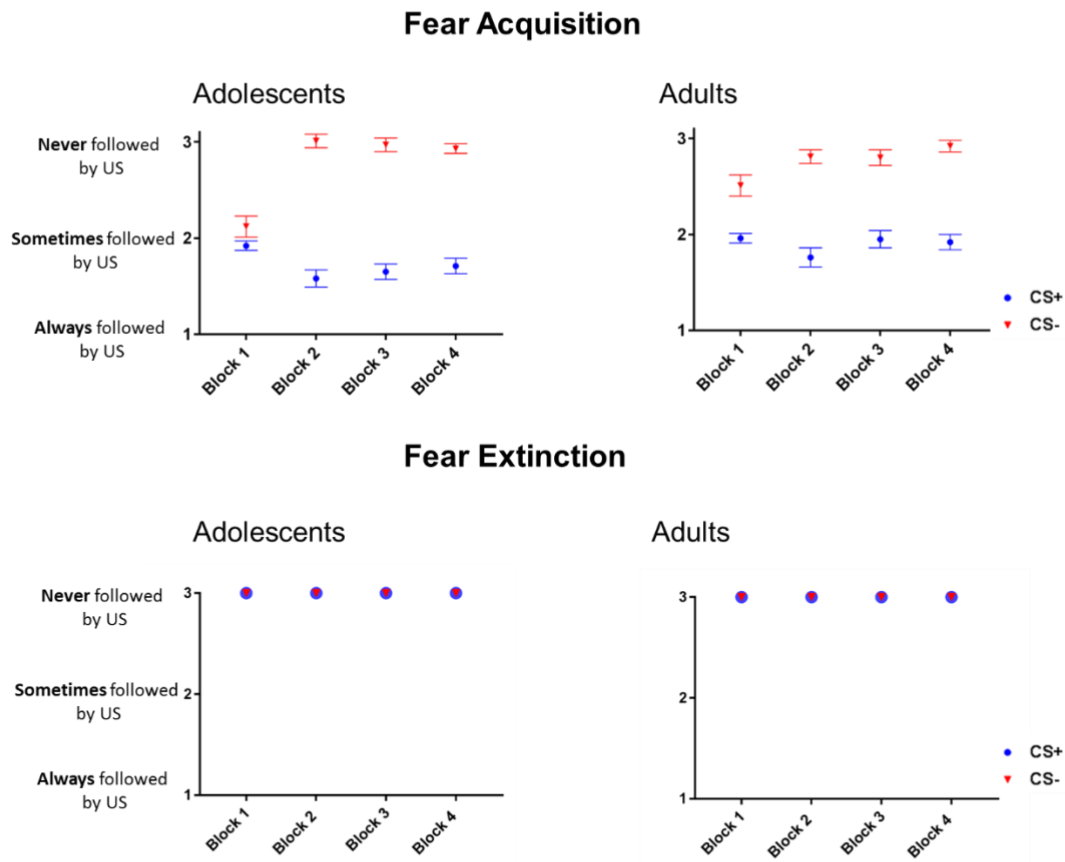 Fear Acquisition
Adolescents
Adults
Never followed
by US
Sometimes followed
by US
Always followed
by US
3
2
1
Block 1
Block 2
Block 3
Block 4
3
2
1
Block 1
Block 2
Block 3
Block 4
CS+
CS-
Fear Extinction
Adolescents
Adults
Never followed
by US
Sometimes followed
by US
Always followed
by US
3
2
1
Block 1
Block 2
Block 3
Block 4
3
2
1
Block 1
Block 2
Block 3
Block 4
CS+
CS-